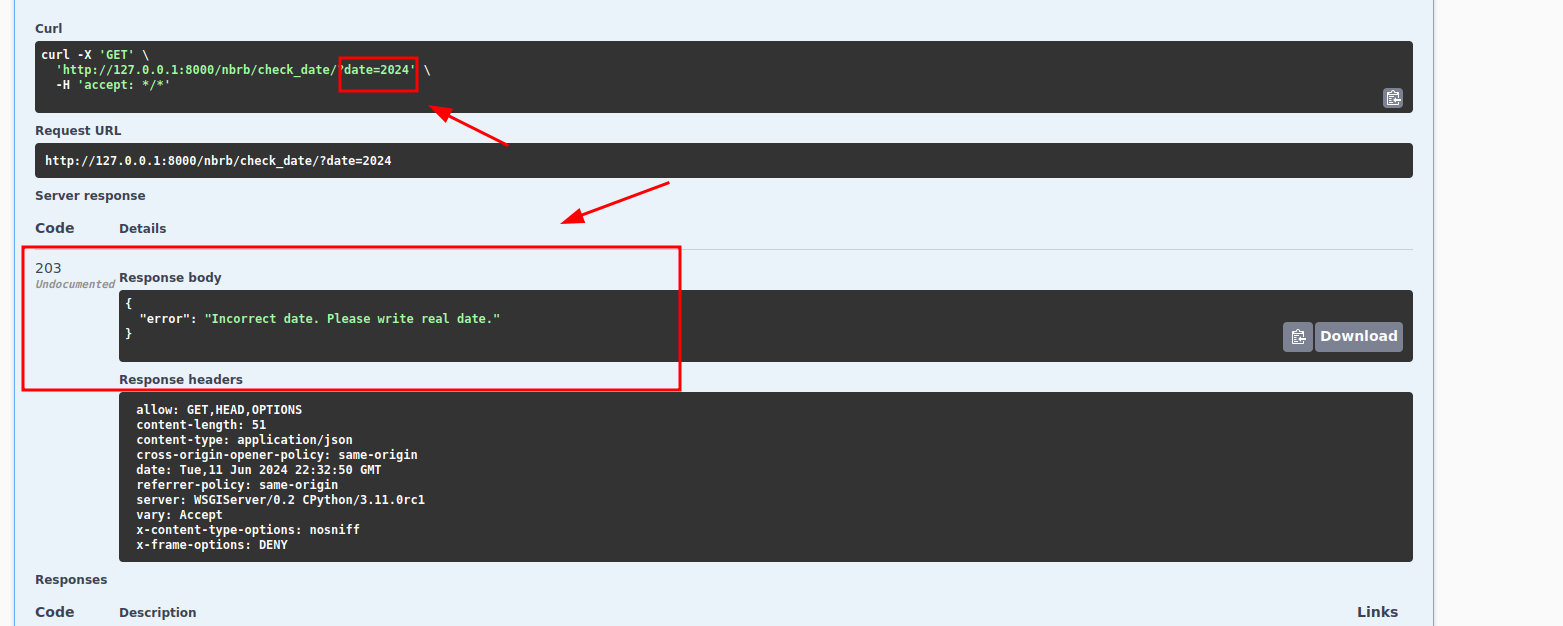 Curl
curl -X 'GET' \
'http://127.0.0.1:8000/nbrb/check_date/?date=2024' \
-H 'accept: */*'
Request URL
http://127.0.0.1:8000/nbrb/check_date/?date=2024
Server response
Code Details
203
Undocumented
Response body
{
"error": "Incorrect date. Please write real date."
}
Download
Response headers
allow: GET,HEAD,OPTIONS
content-length: 51
content-type: application/json
cross-origin-opener-policy: same-origin
date: Tue,11 Jun 2024 22:32:50 GMT
referrer-policy: same-origin
server: WSGIServer/0.2 CPython/3.11.0rc1
vary: Accept
x-content-type-options: nosniff
x-frame-options: DENY
Responses
Code Description Links